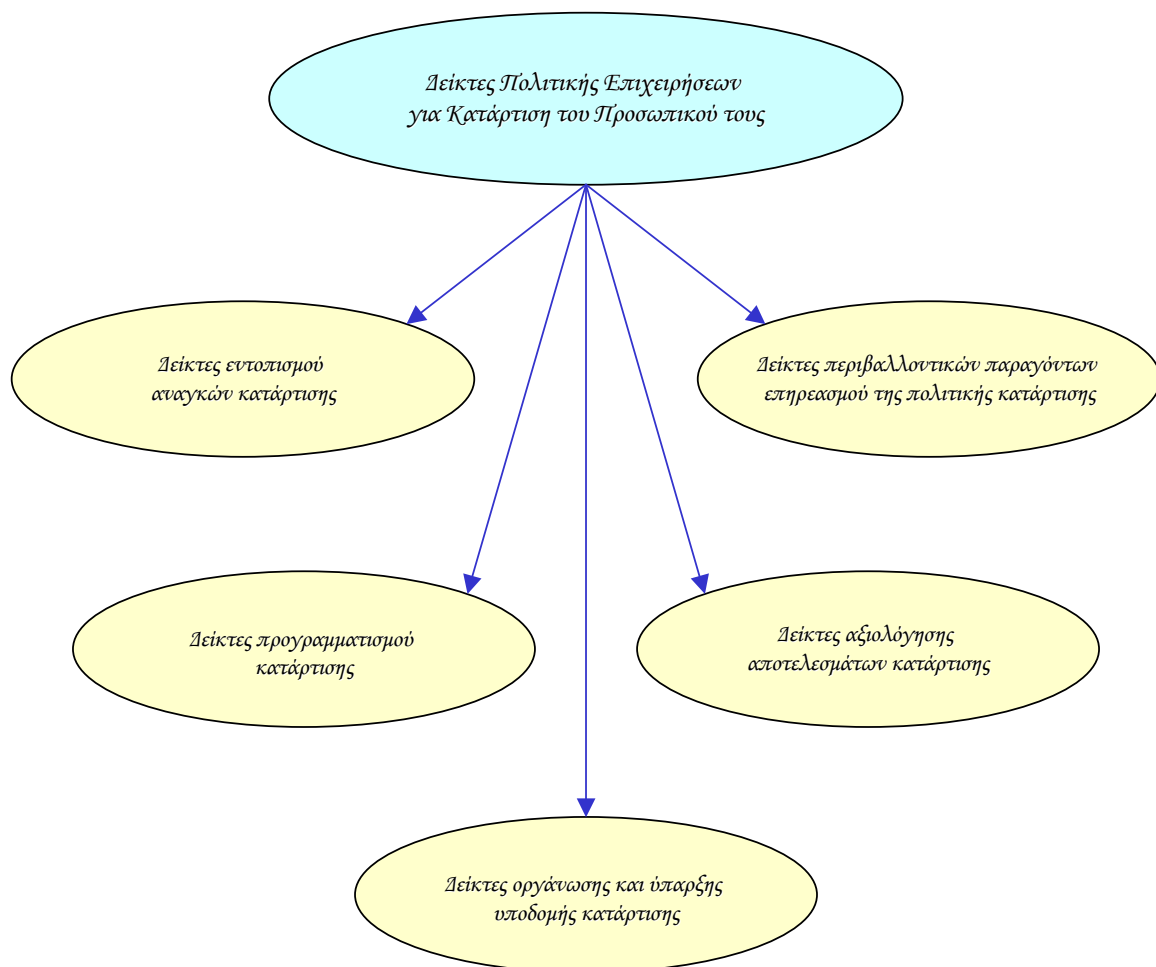 Δείκτες Πολιτικής Επιχειρήσεων
για Κατάρτιση του Προσωπικού τους
Δείκτες εντοπισμού
αναγκών κατάρτισης
Δείκτες περιβαλλοντικών παραγόντων
επηρεασμού της πολιτικής κατάρτισης
Δείκτες προγραμματισμού
κατάρτισης
Δείκτες αξιολόγησης
αποτελεσμάτων κατάρτισης
Δείκτες οργάνωσης και ύπαρξης
υποδομής κατάρτισης